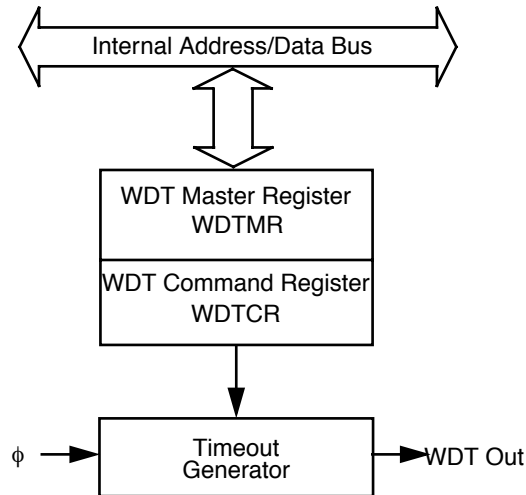 Internal Address/Data Bus
WDT Master Register
WDTMR
WDT Command Register
WDTCR
ϕ
Timeout
Generator
WDT Out